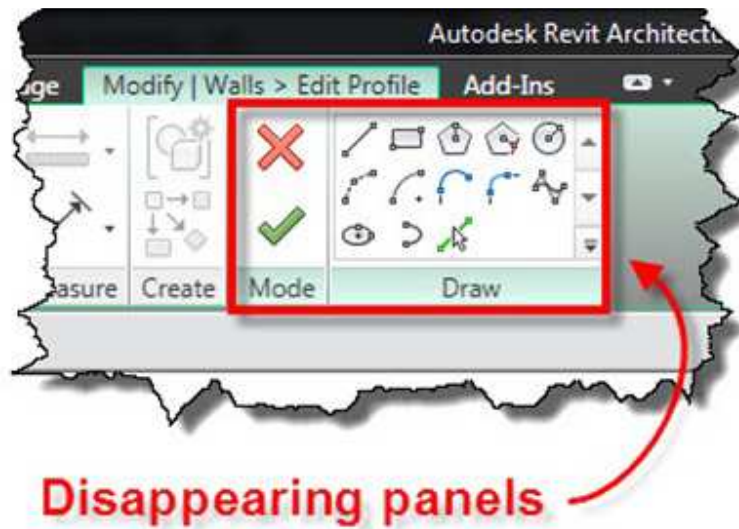 Autodesk Revit Architectu
ge Modify | Walls > Edit Profile Add-Ins
asure Create Mode Draw
Disappearing panels